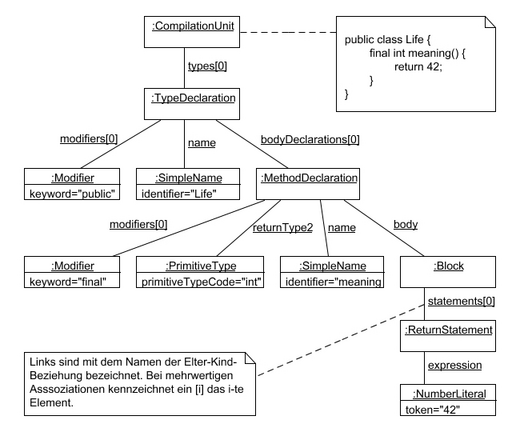 :CompilationUnit
public class Life {
final int meaning() {
return 42;
}
}
types[0]
:TypeDeclaration
modifiers[0]
name
bodyDeclarations[0]
:Modifier
keyword="public"
:SimpleName
identifier="Life"
:MethodDeclaration
modifiers[0]
returnType2
name
body
:Modifier
keyword="final"
:PrimitiveType
primitiveTypeCode="int"
:SimpleName
identifier="meaning
:Block
statements[0]
:ReturnStatement
expression
:NumberLiteral
token="42"
Links sind mit dem Namen der Elter-Kind-
Beziehung bezeichnet. Bei mehrwertigen
Asssoziationen kennzeichnet ein [i] das i-te
Element.